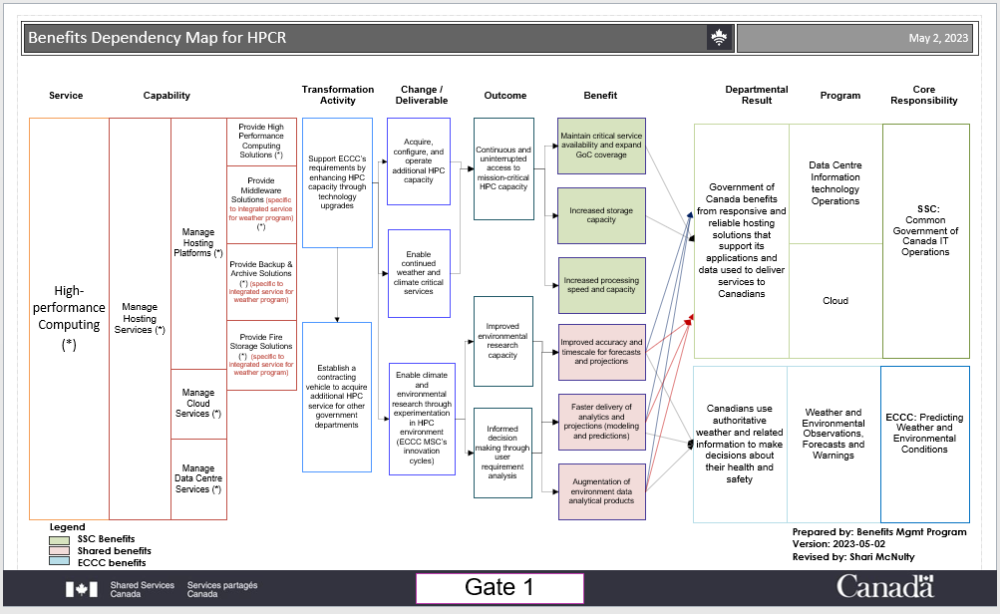 Benefits Dependency Map for HPCR
May 2, 2023
Service
Capability
Transformation
Activity
Change /
Deliverable
Outcome
Benefit
Departmental
Result
Program
Core
Responsibility
High-
performance
Computing
(*)
Manage
Hosting
Services (*)
Manage
Hosting
Platforms (*)
Manage
Cloud
Services (*)
Manage
Data Centre
Services (*)
Provide High
Performance
Computing
Solutions (*)
Provide
Middleware
Solutions (specific
to integrated service
for weather program)
(*)
Provide Backup &
Archive Solutions
(*) (specific to
integrated service for
weather program)
Provide Fire
Storage Solutions
(*) (specific to
integrated service for
weather program)
Support ECCC's
requirements by
enhancing HPC
capacity through
technology
upgrades
Establish a
contracting
vehicle to acquire
additional HPC
service for other
government
departments
Acquire,
configure, and
operate
additional HPC
capacity
Enable
continued
weather and
climate critical
services
Enable climate
and
environmental
research through
experimentation
in HPC
environment
(ECCC MSC's
innovation
cycles)
Continuous and
uninterrupted
access to
mission-critical
HPC capacity
Improved
environmental
research
capacity
Informed
decision
making through
user
requirement
analysis
Maintain critical service
availability and expand
GoC coverage
Increased storage
capacity
Increased processing
speed and capacity
Improved accuracy and
timescale for forecasts
and projections
Faster delivery of
analytics and
projections (modeling
and predictions)
Augmentation of
environment data
analytical products
Government of
Canada benefits
from responsive and
reliable hosting
solutions that
support its
applications and
data used to deliver
services to
Canadians
Canadians use
authoritative
weather and related
information to make
decisions about
their health and
safety
Data Centre
Information
technology
Operations
Cloud
Weather and
Environmental
Observations,
Forecasts and
Warnings
SSC:
Common
Government of
Canada IT
Operations
ECCC: Predicting
Weather and
Environmental
Conditions
Legend
SSC Benefits
Shared benefits
ECCC benefits
Prepared by: Benefits Mgmt Program
Version: 2023-05-02
Revised by: Shari McNulty
Shared Services
Canada
Services partagés
Canada
Gate 1
Canada